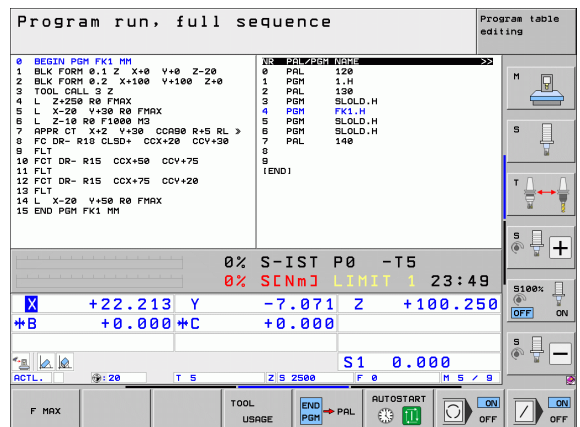 Program run, full sequence
Program table
editing
0 BEGIN PGM FK1 MM
1 BLK FORM 0.1 Z X+0 Y+0 Z-20
2 BLK FORM 0.2 X+100 Y+100 Z+0
3 TOOL CALL 3 Z
4 L Z+250 R0 FMAX
5 L X-20 Y+30 R0 FMAX
6 L Z-10 R0 F1000 M3
7 APPR CT X+2 Y+30 CCA90 R+5 RL »
8 FC DR- R18 CLSD+ CCX+20 CCY+30
9 FLT
10 FCT DR- R15 CCX+50 CCY+75
11 FLT
12 FCT DR- R15 CCX+75 CCY+20
13 FLT
14 L X-20 Y+50 R0 FMAX
15 END PGM FK1 MM
NR PAL/PGM NAME >>
0 PAL 120
1 PGM 1.H
2 PAL 130
3 PGM SLOLD.H
4 PGM FK1.H
5 PGM SLOLD.H
6 PGM SLOLD.H
7 PAL 140
8
9
[END]
M
S
T
S
S100%
OFF ON
S
0% S-IST P0 -T5
0% S[Nm] LIMIT 1 23:49
X +22.213 Y -7.071 Z +100.250
B +0.000 C +0.000
S1 0.000
ACTL. : 20 T 5 Z S 2500 F 0 M 5 / 9
F MAX
TOOL
USAGE
END
PGM
PAL
AUTOSTART
ON
OFF
ON
OFF